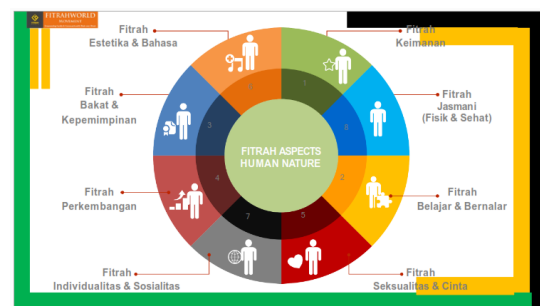 FITRAHWORLD
MOVEMENT
Fitrah
Estetika & Bahasa
Fitrah
Keimanan
Fitrah
Bakat &
Kepemimpinan
Fitrah
Jasmani
(Fisik & Sehat)
FITRAH ASPECTS
HUMAN NATURE
Fitrah
Perkembangan
Fitrah
Belajar & Bernalar
Fitrah
Individualitas & Sosialitas
Fitrah
Seksualitas & Cinta
1
8
2
5
7
4
3